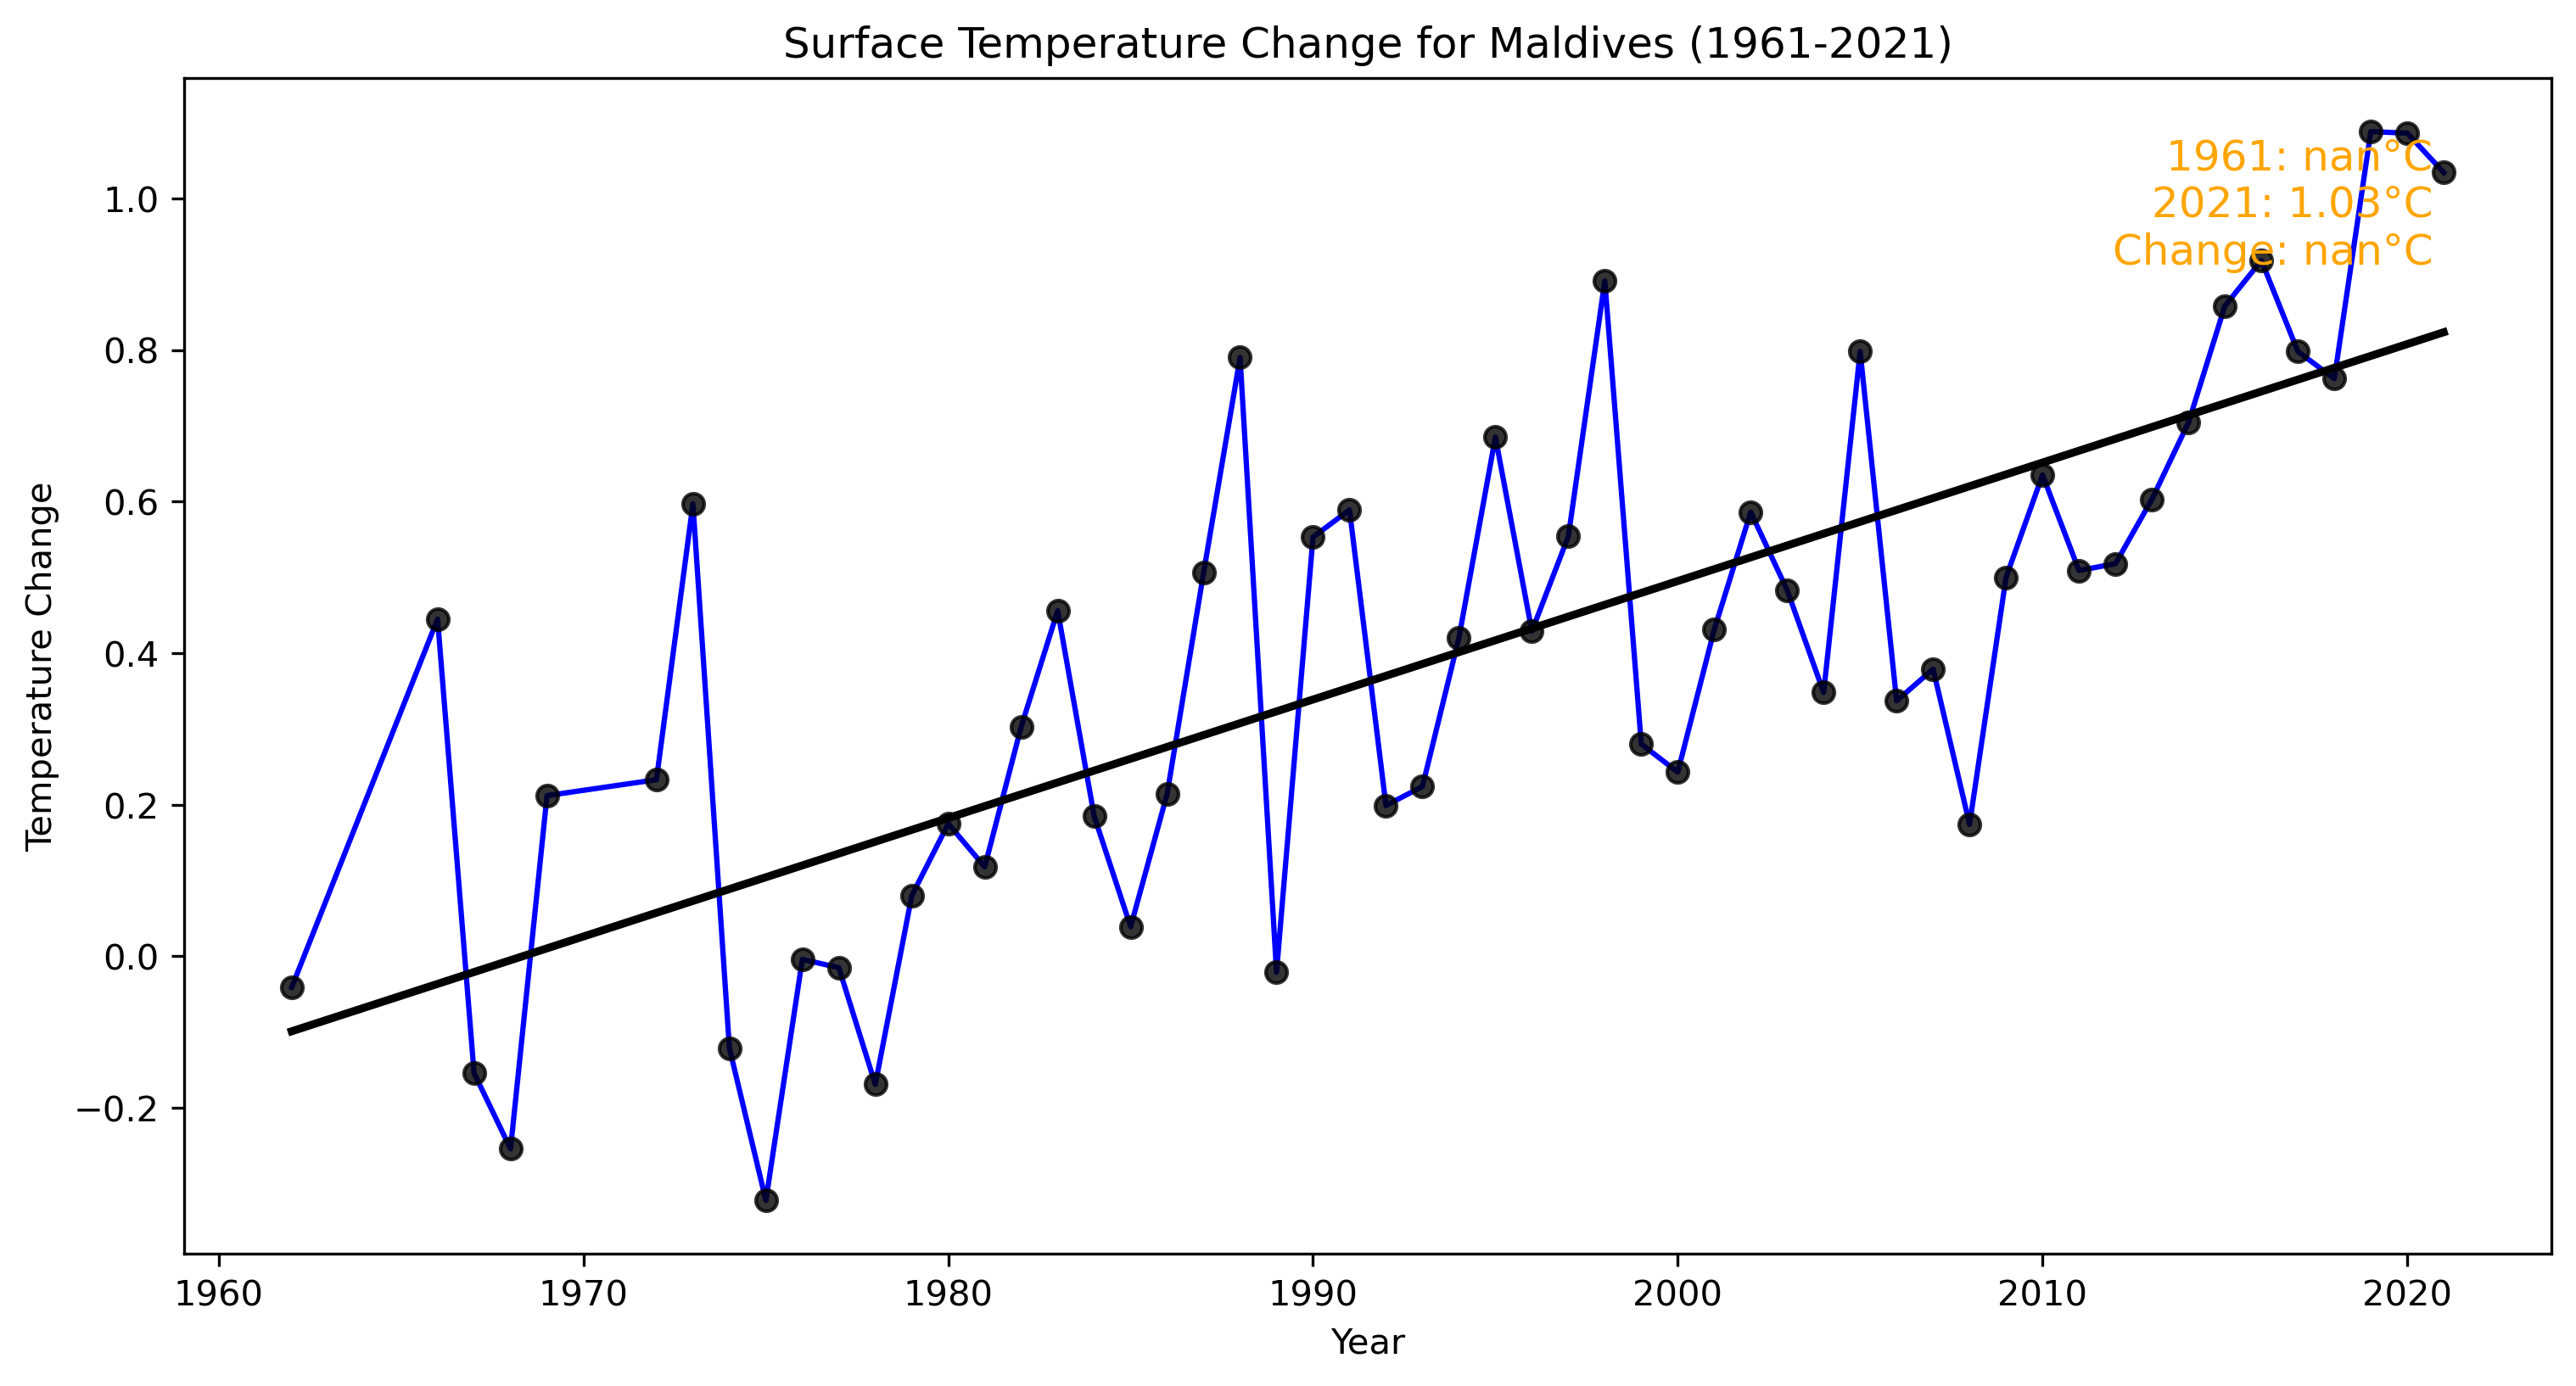 Surface Temperature Change for Maldives (1961-2021)
1961: nan°C
2021: 1.03°C
Change: nan°C
Temperature Change
1.0
0.8
0.6
0.4
0.2
0.0
−0.2
1960 1970 1980 1990 2000 2010 2020
Year